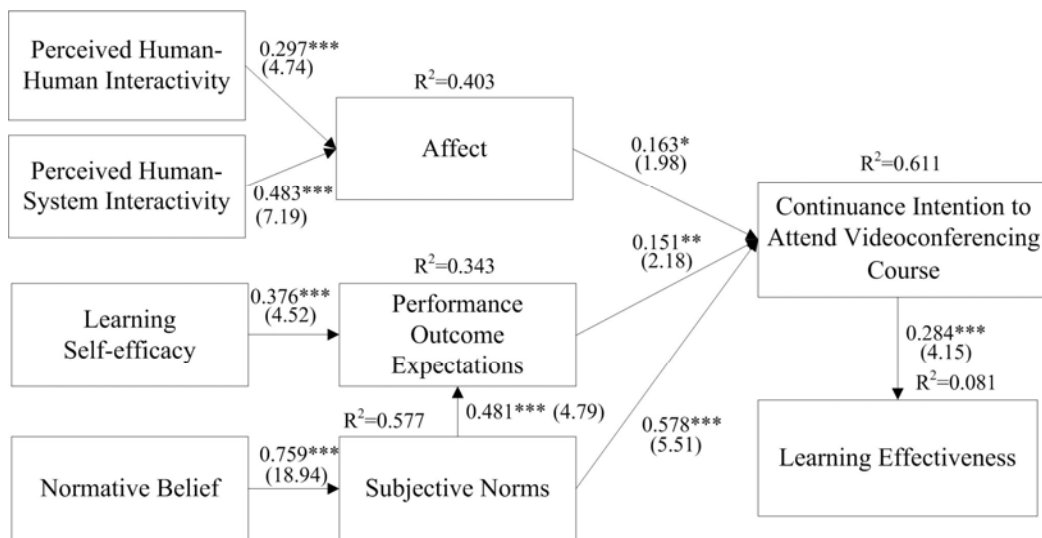 Perceived Human-
Human Interactivity
0.297***
(4.74)
R²=0.403
Affect
Perceived Human-
System Interactivity
0.483***
(7.19)
0.163*
(1.98)
R²=0.611
Continuance Intention to
Attend Videoconferencing
Course
0.151**
(2.18)
R²=0.343
Learning
Self-efficacy
0.376***
(4.52)
Performance
Outcome
Expectations
0.284***
(4.15)
R²=0.081
R²=0.577
0.481*** (4.79)
0.578***
(5.51)
Normative Belief
0.759***
(18.94)
Subjective Norms
Learning Effectiveness